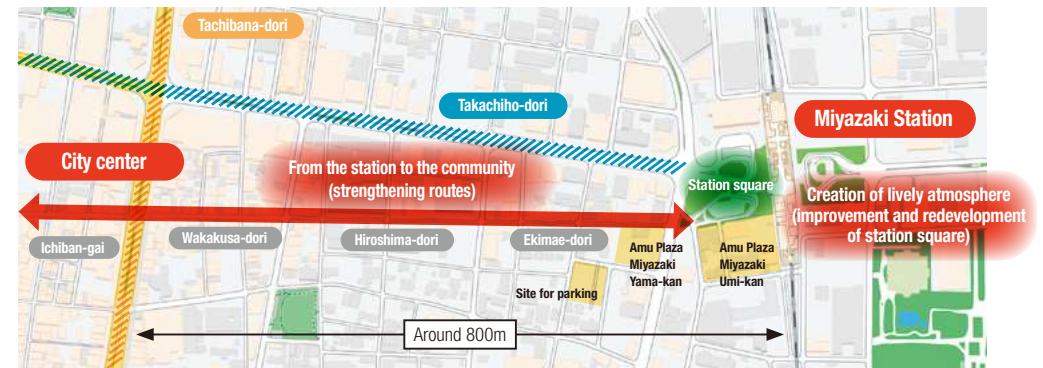 Tachibana-dori
Takachiho-dori
Miyazaki Station
City center
From the station to the community
(strengthening routes)
Station square
Creation of lively atmosphere
(improvement and redevelopment
of station square)
Ichiban-gai
Wakakusa-dori
Hiroshima-dori
Ekimae-dori
Amu Plaza
Miyazaki
Yama-kan
Amu Plaza
Miyazaki
Umi-kan
Site for parking
Around 800m